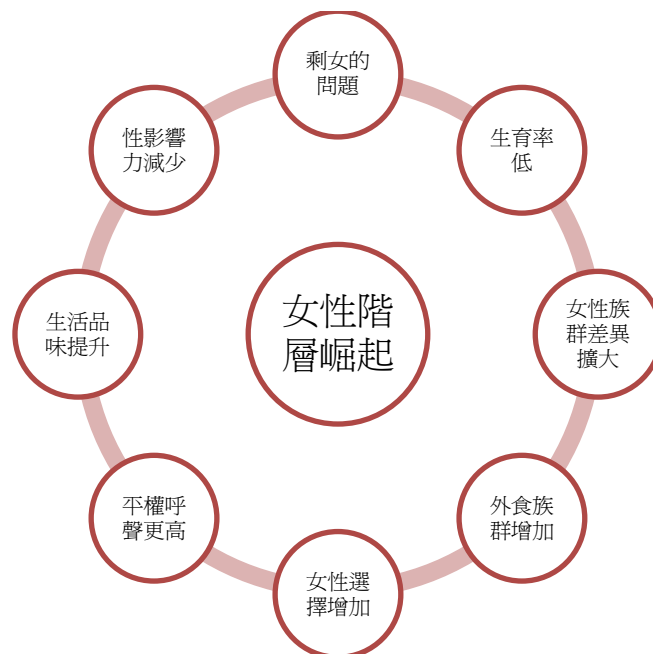 剩女的
問題
生育率
低
女性族
群差異
擴大
外食族
群增加
女性選
擇增加
平權呼
聲更高
生活品
味提升
性影響
力減少
女性階
層崛起